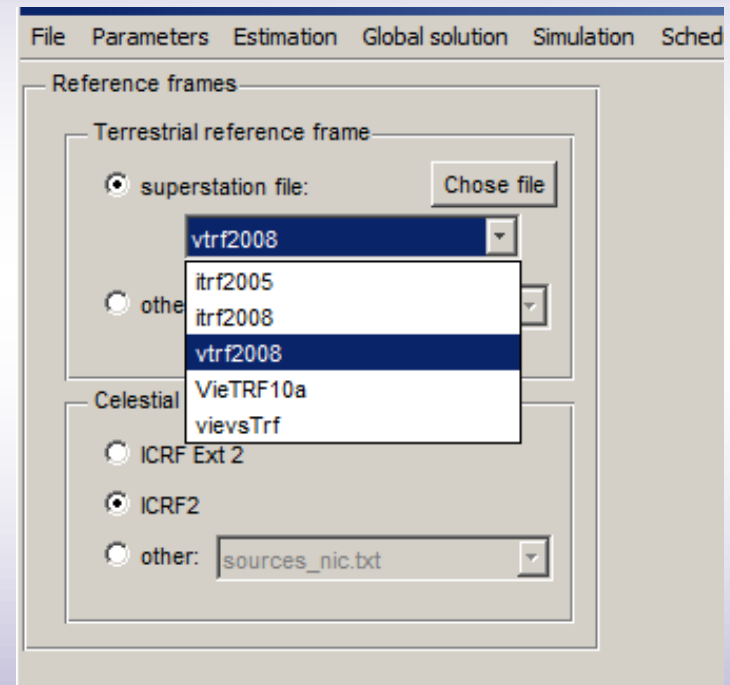 File Parameters Estimation Global solution Simulation Sched
Reference frames
Terrestrial reference frame
superstation file: Chose file
vtrf2008
itrf2005
othe
itrf2008
vtrf2008
VieTRF10a
Celestial
vievsTrf
ICRF Ext 2
ICRF2
other: sources_nic.txt